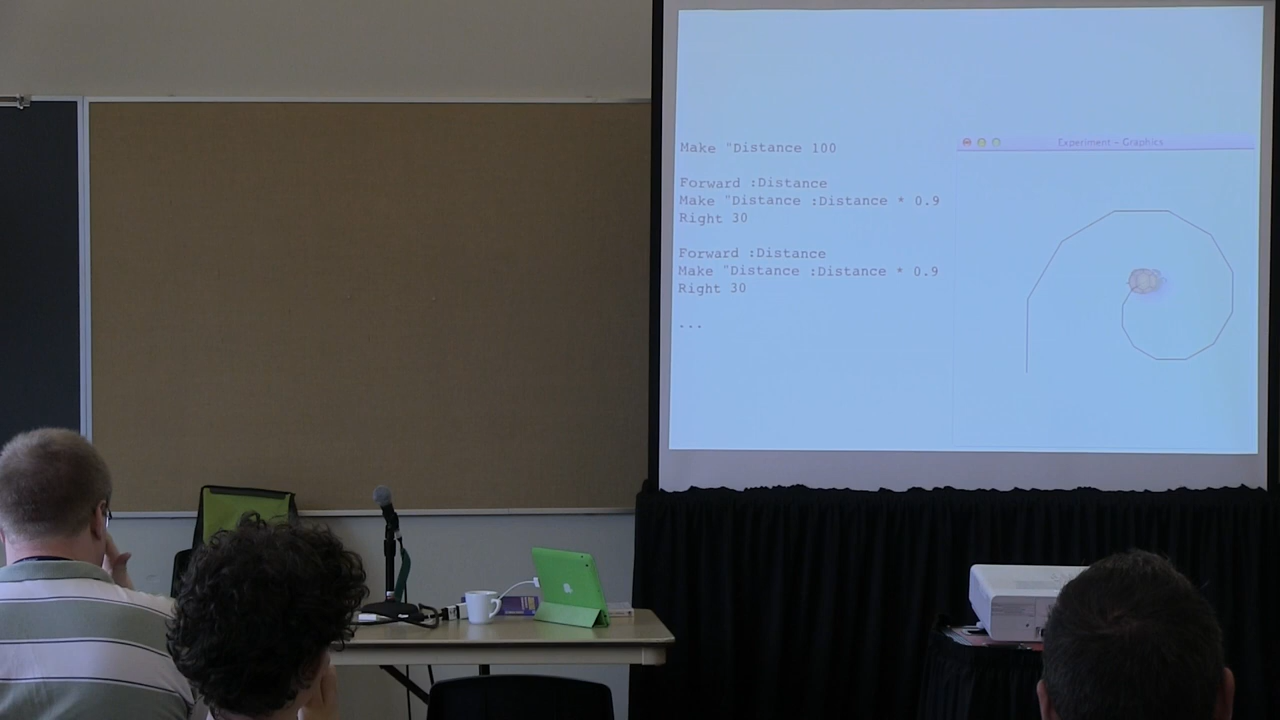 Make "Distance 100
Forward :Distance
Make "Distance :Distance * 0.9
Right 30
Forward :Distance
Make "Distance :Distance * 0.9
Right 30
...
Experiment - Graphics